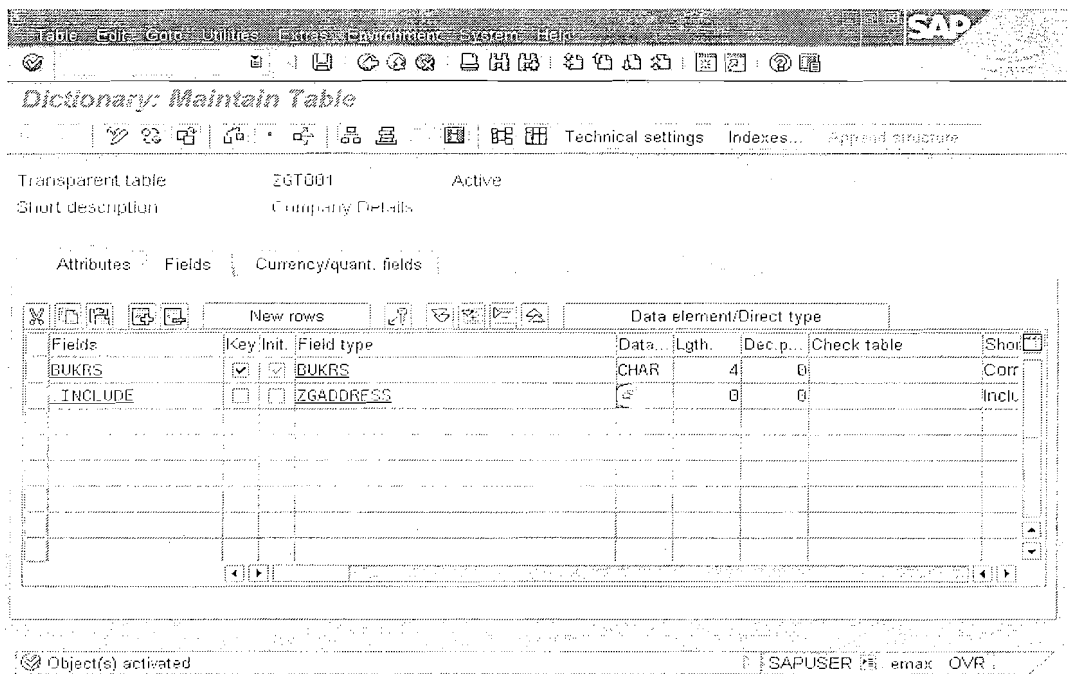 SAP
Table Edit Goto Utilities Extras Environment System Help
Dictionary: Maintain Table
Technical settings Indexes... Append structure
Transparent table ZGT001 Active
Short description Company Details
Attributes Fields Currency/quant. fields
New rows Data element/Direct type
Fields Key Init. Field type Data... Lgth. Dec.p... Check table Shor
BUKRS BUKRS CHAR 4 0 Com
.INCLUDE ZGADDRESS 0 0 Inclu
Object(s) activated SAPUSER emax OVR